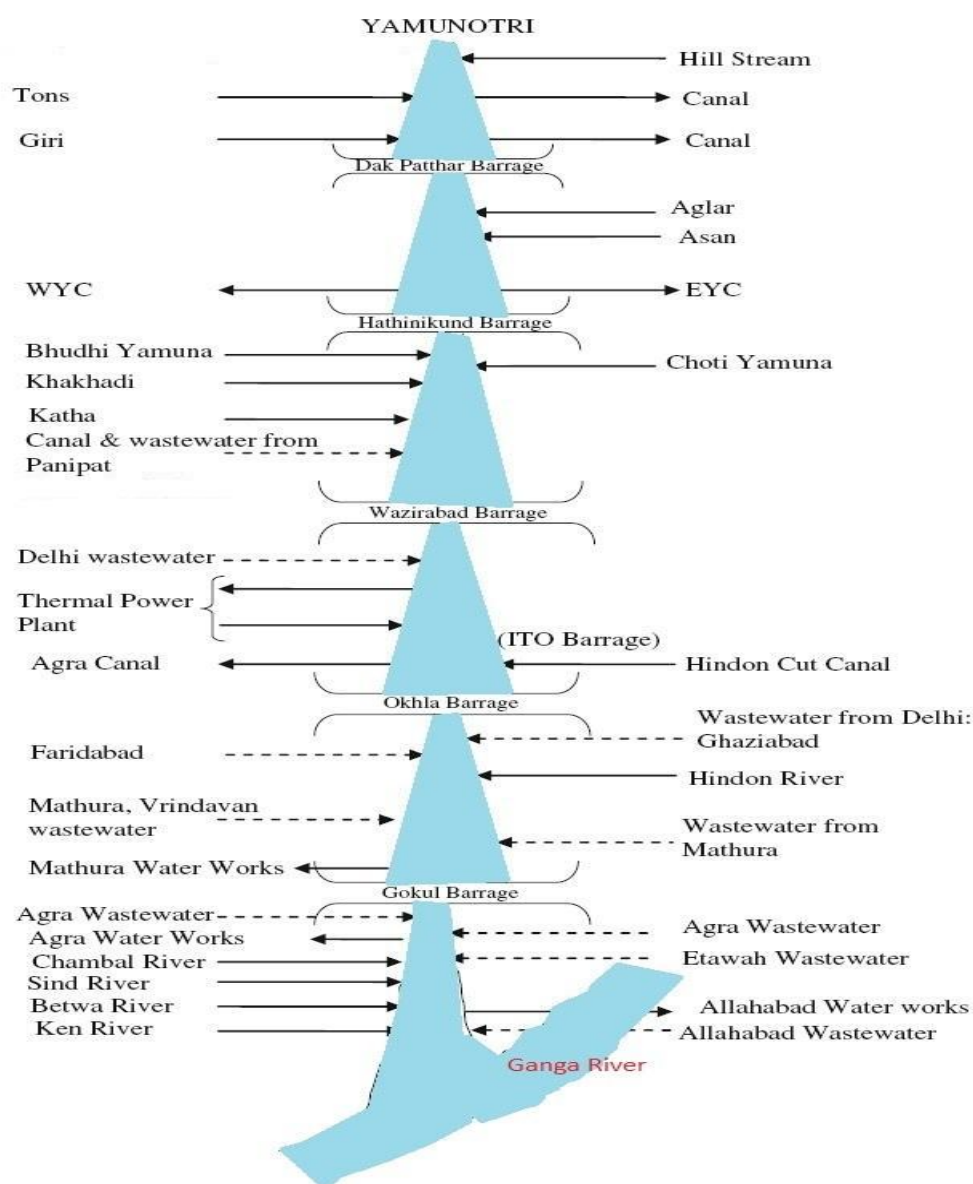 YAMUNOTRI
Hill Stream
Tons
Canal
Giri
Canal
Dak Patthar Barrage
Aglar
Asan
WYC
EYC
Hathinikund Barrage
Bhudhi Yamuna
Choti Yamuna
Khakhadi
Katha
Canal & wastewater from
Panipat
Wazirabad Barrage
Delhi wastewater
Thermal Power
Plant
(ITO Barrage)
Agra Canal
Hindon Cut Canal
Okhla Barrage
Wastewater from Delhi:
Ghaziabad
Faridabad
Hindon River
Mathura, Vrindavan
wastewater
Wastewater from
Mathura
Mathura Water Works
Gokul Barrage
Agra Wastewater
Agra Wastewater
Agra Water Works
Chambal River
Etawah Wastewater
Sind River
Betwa River
Allahabad Water works
Ken River
Allahabad Wastewater
Ganga River